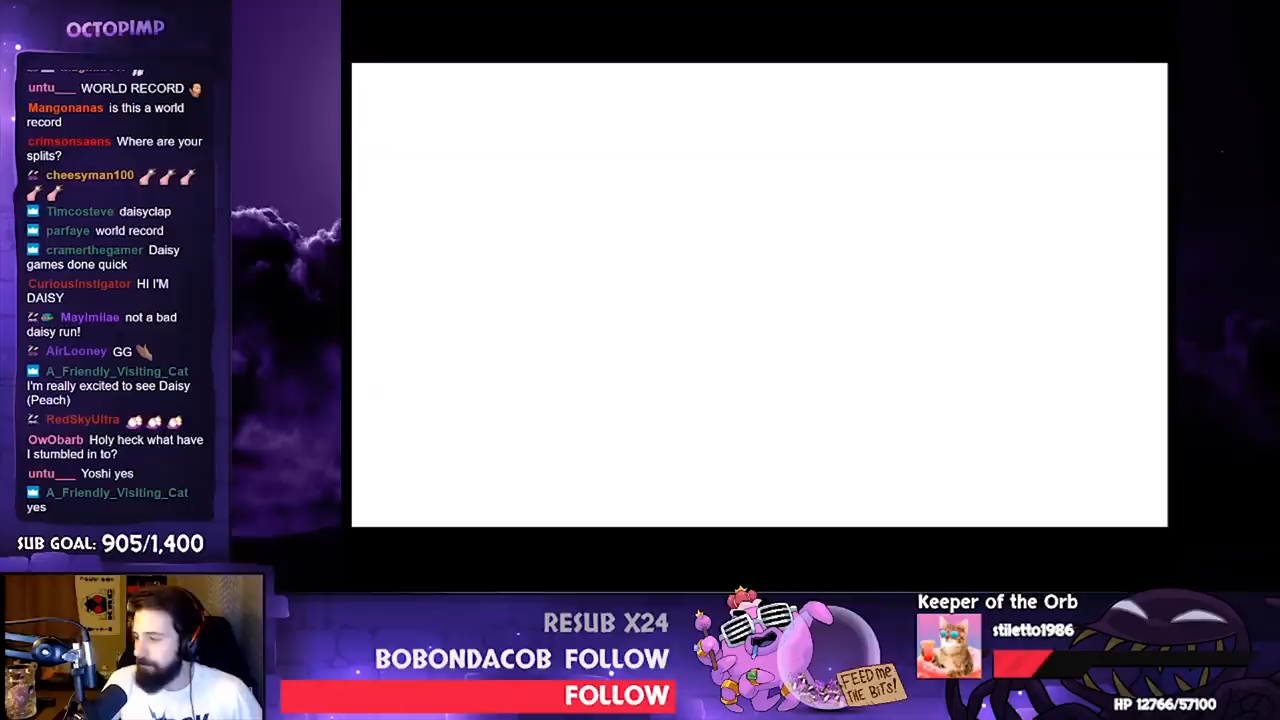 OCTOPIMP
untu___ WORLD RECORD
Mangonanas is this a world
record
crimsonsaens Where are your
splits?
cheesyman100
Timcosteve daisyclap
parfaye world record
cramerthegamer Daisy
games done quick
CuriousInstigator HI I'M
DAISY
Maylmilae not a bad
daisy run!
AirLooney GG
A_Friendly_Visiting_Cat
I'm really excited to see Daisy
(Peach)
RedSkyUltra
OwObarb Holy heck what have
I stumbled in to?
untu___ Yoshi yes
A_Friendly_Visiting_Cat
yes
SUB GOAL: 905/1,400
RESUB X24
BOBONDACOB FOLLOW
FOLLOW
FEED ME
THE BITS!
Keeper of the Orb
stiletto1986
HP 12766/57100